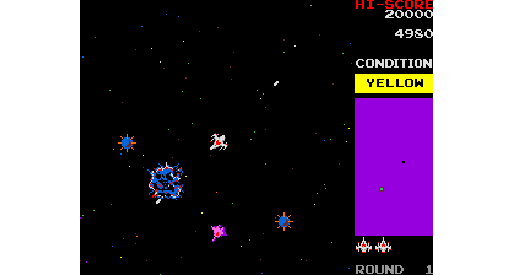 HI-SCORE
20000
4980
CONDITION
YELLOW
ROUND 1